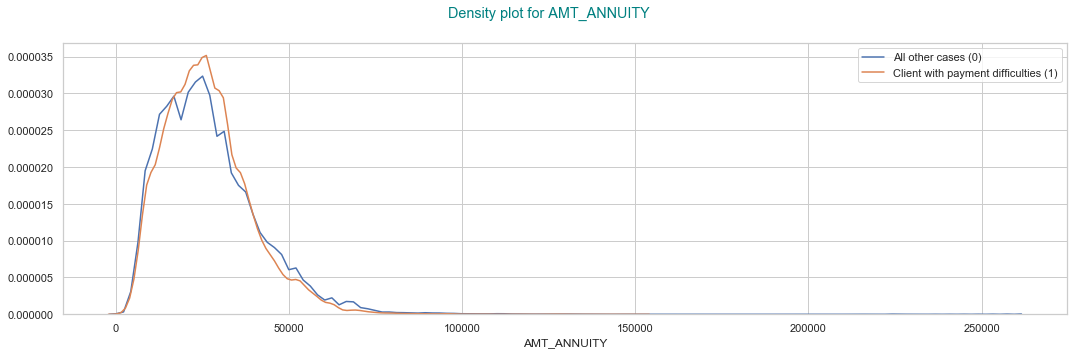 Density plot for AMT_ANNUITY
All other cases (0)
Client with payment difficulties (1)
0.000035
0.000030
0.000025
0.000020
0.000015
0.000010
0.000005
0.000000
0 50000 100000 150000 200000 250000
AMT_ANNUITY